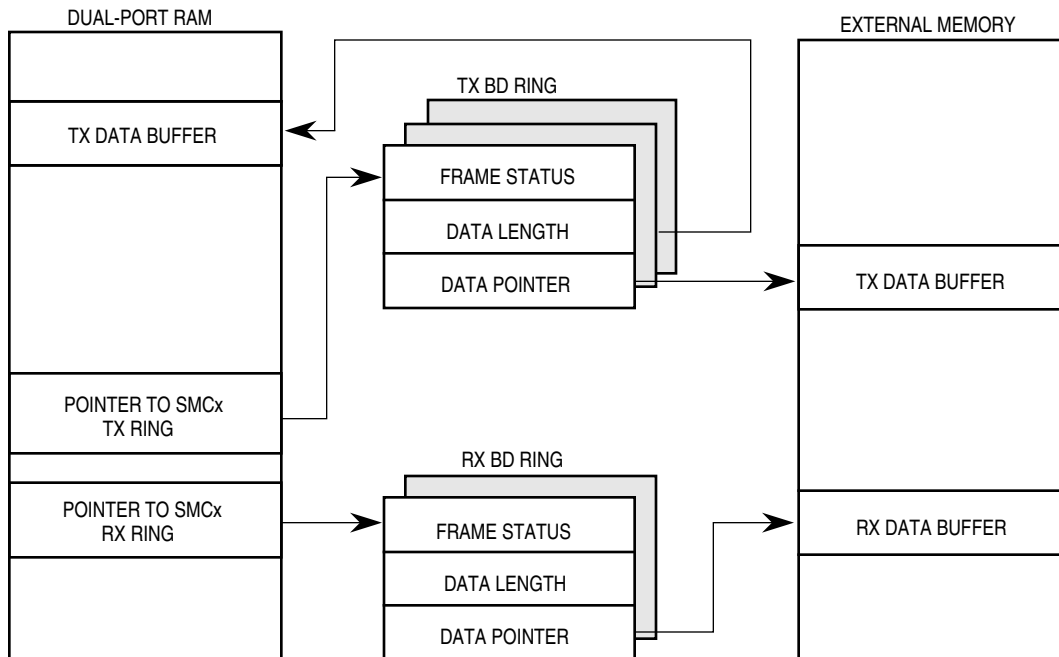 DUAL-PORT RAM
EXTERNAL MEMORY
TX BD RING
TX DATA BUFFER
FRAME STATUS
DATA LENGTH
DATA POINTER
TX DATA BUFFER
POINTER TO SMCx
TX RING
RX BD RING
POINTER TO SMCx
RX RING
FRAME STATUS
DATA LENGTH
DATA POINTER
RX DATA BUFFER